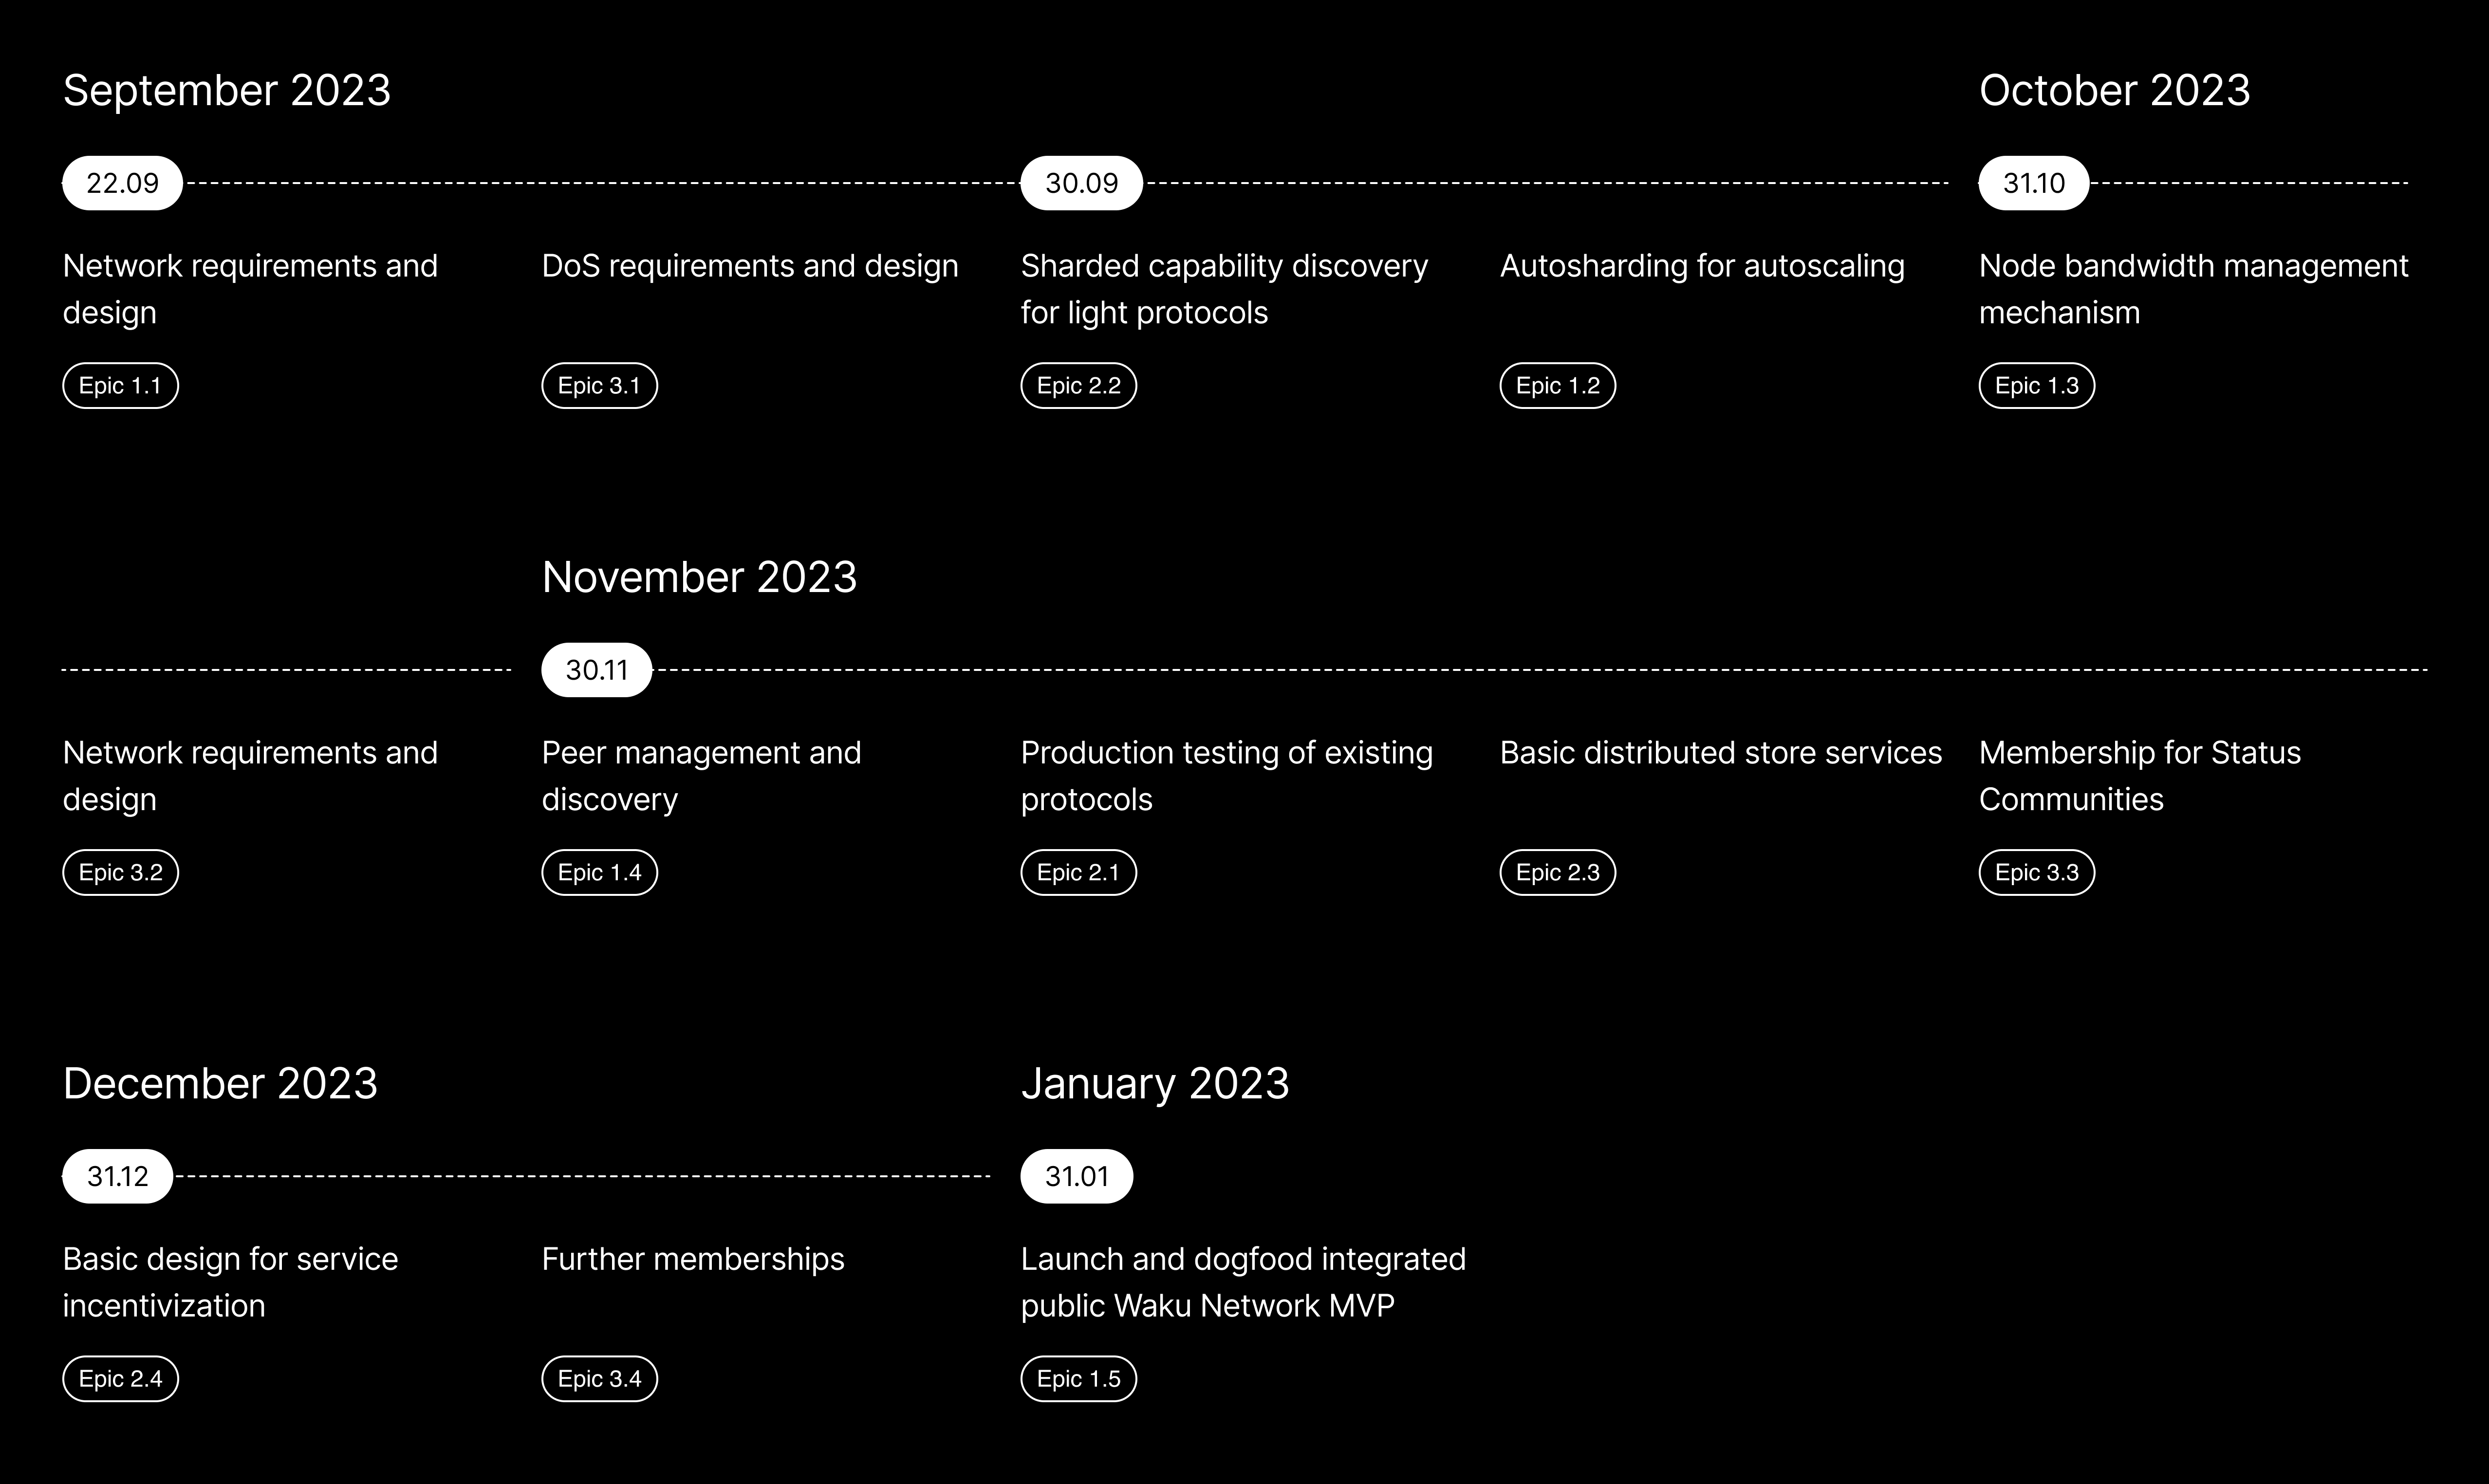 September 2023
October 2023
22.09
30.09
31.10
Network requirements and
design
DoS requirements and design
Sharded capability discovery
for light protocols
Autosharding for autoscaling
Node bandwidth management
mechanism
Epic 1.1
Epic 3.1
Epic 2.2
Epic 1.2
Epic 1.3
November 2023
30.11
Network requirements and
design
Peer management and
discovery
Production testing of existing
protocols
Basic distributed store services
Membership for Status
Communities
Epic 3.2
Epic 1.4
Epic 2.1
Epic 2.3
Epic 3.3
December 2023
January 2023
31.12
31.01
Basic design for service
incentivization
Further memberships
Launch and dogfood integrated
public Waku Network MVP
Epic 2.4
Epic 3.4
Epic 1.5